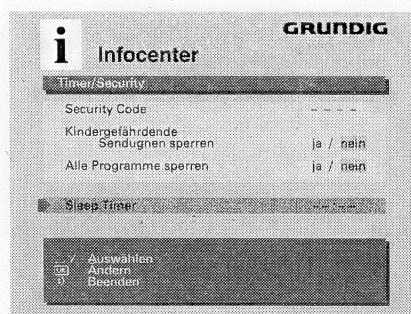 GRUNDIG
i Infocenter
Timer/Security
Security Code - - - -
Kindergefährdende
Sendugnen sperren ja / nein
Alle Programme sperren ja / nein
Sleep Timer --:--
Auswählen
OK Ändern
Beenden